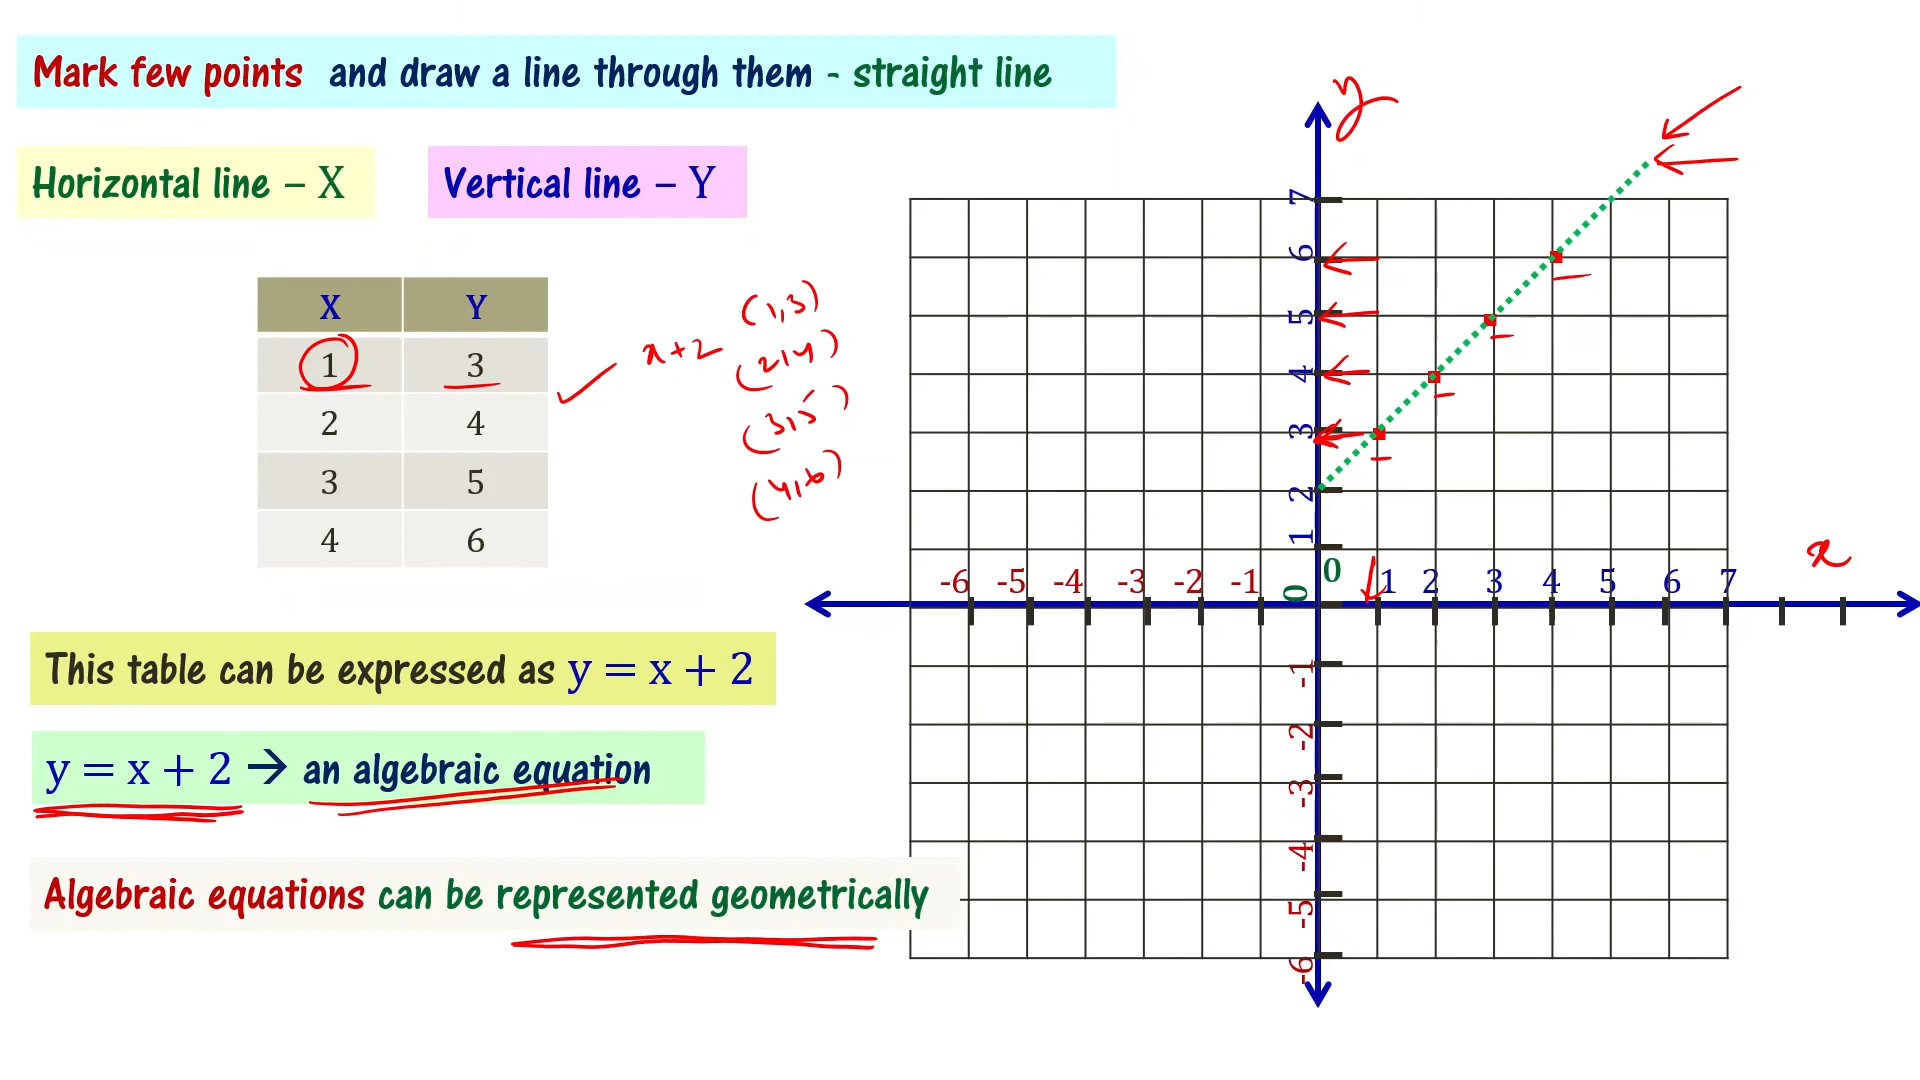 Mark few points and draw a line through them - straight line
Horizontal line – X
Vertical line – Y
X Y
1 3
2 4
3 5
4 6
x+2
(1,3)
(2,4)
(3,5)
(4,6)
This table can be expressed as y = x + 2
y = x + 2 → an algebraic equation
Algebraic equations can be represented geometrically
y
7
6
5
4
3
2
1
0
-6 -5 -4 -3 -2 -1 0 1 2 3 4 5 6 7
x
-1
-2
-3
-4
-5
-6